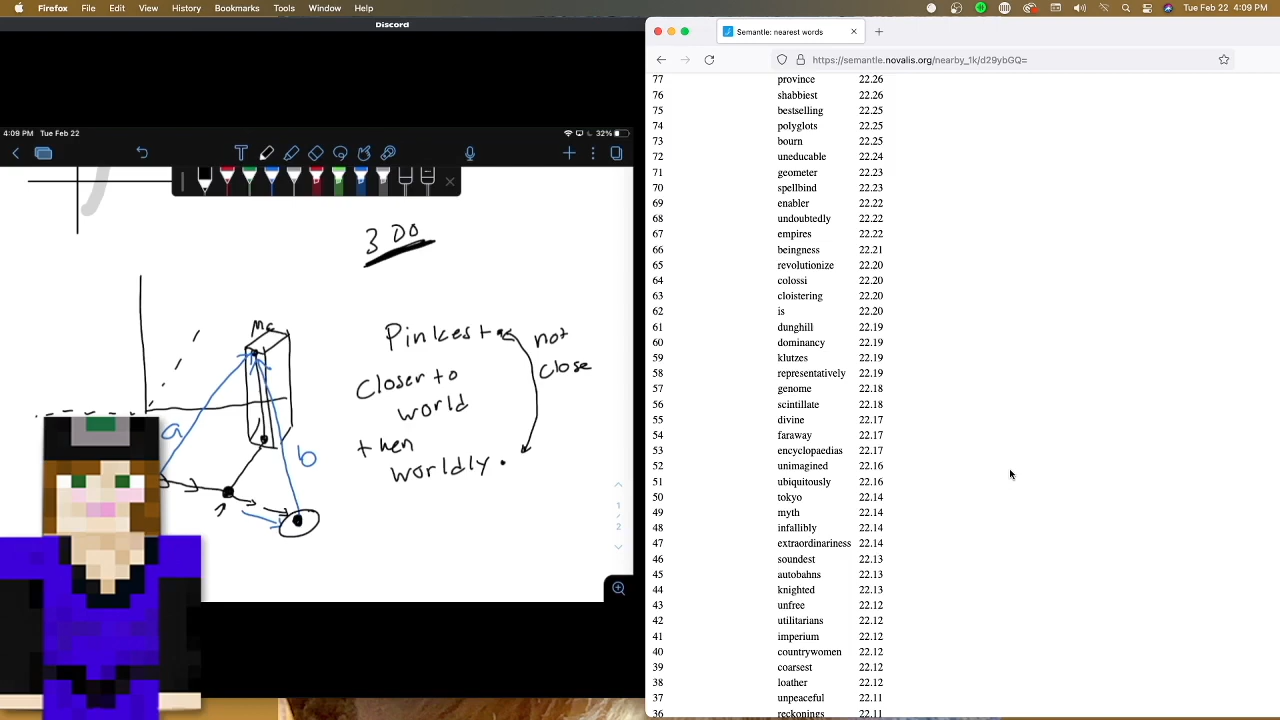 Firefox File Edit View History Bookmarks Tools Window Help
Tue Feb 22 4:09 PM
Discord
4:09 PM Tue Feb 22
32%
3 DO
Pinkest
not
close
closer to
world
then
worldly.
a
b
1
/
2
Semantle: nearest words
https://semantle.novalis.org/nearby_1k/d29ybGQ=
77 province 22.26
76 shabbiest 22.26
75 bestselling 22.25
74 polyglots 22.25
73 bourn 22.25
72 uneducable 22.24
71 geometer 22.23
70 spellbind 22.23
69 enabler 22.22
68 undoubtedly 22.22
67 empires 22.22
66 beingness 22.21
65 revolutionize 22.20
64 colossi 22.20
63 cloistering 22.20
62 is 22.20
61 dunghill 22.19
60 dominancy 22.19
59 klutzes 22.19
58 representatively 22.19
57 genome 22.18
56 scintillate 22.18
55 divine 22.17
54 faraway 22.17
53 encyclopaedias 22.17
52 unimagined 22.16
51 ubiquitously 22.16
50 tokyo 22.14
49 myth 22.14
48 infallibly 22.14
47 extraordinariness 22.14
46 soundest 22.13
45 autobahns 22.13
44 knighted 22.13
43 unfree 22.12
42 utilitarians 22.12
41 imperium 22.12
40 countrywomen 22.12
39 coarsest 22.12
38 loather 22.12
37 unpeaceful 22.11
36 reckonings 22.11